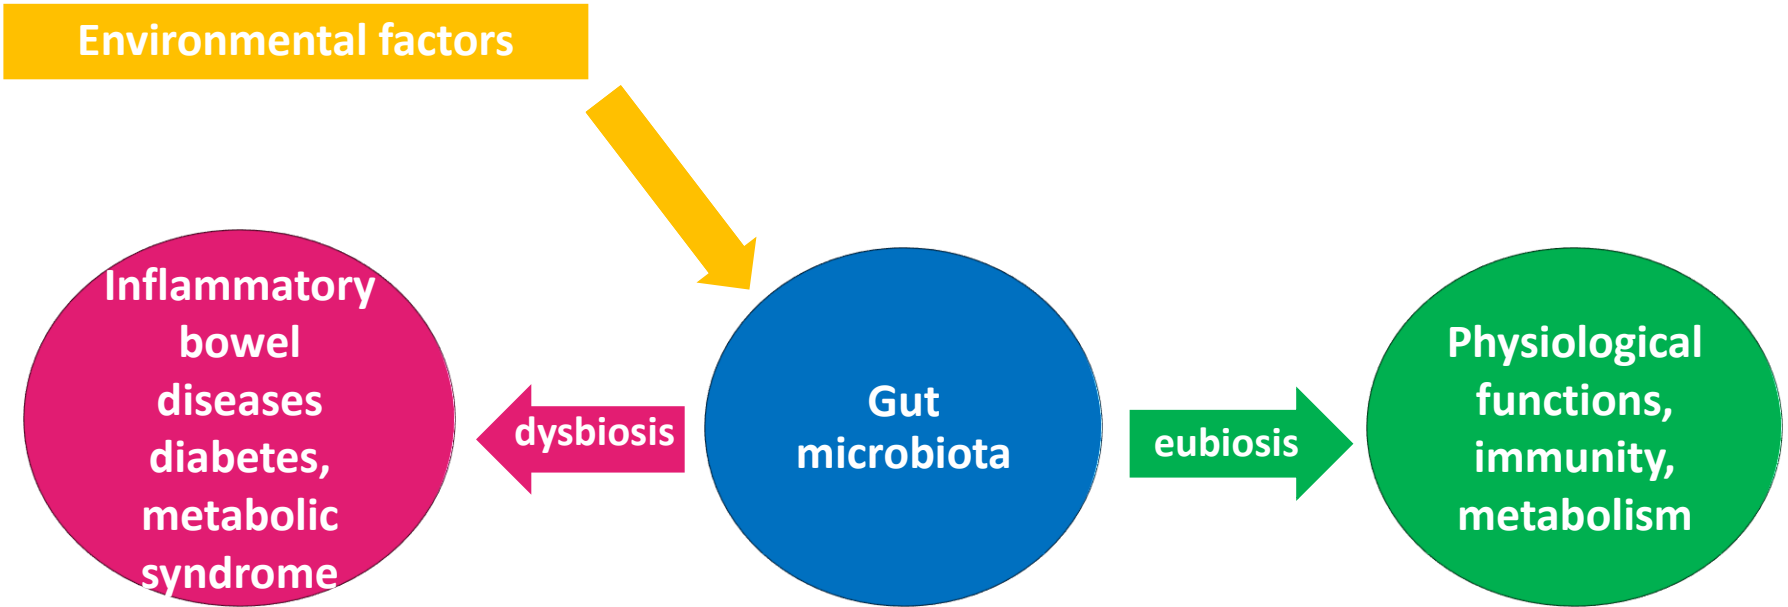 Environmental factors
Inflammatory
bowel
diseases
diabetes,
metabolic
syndrome
dysbiosis
Gut
microbiota
eubiosis
Physiological
functions,
immunity,
metabolism